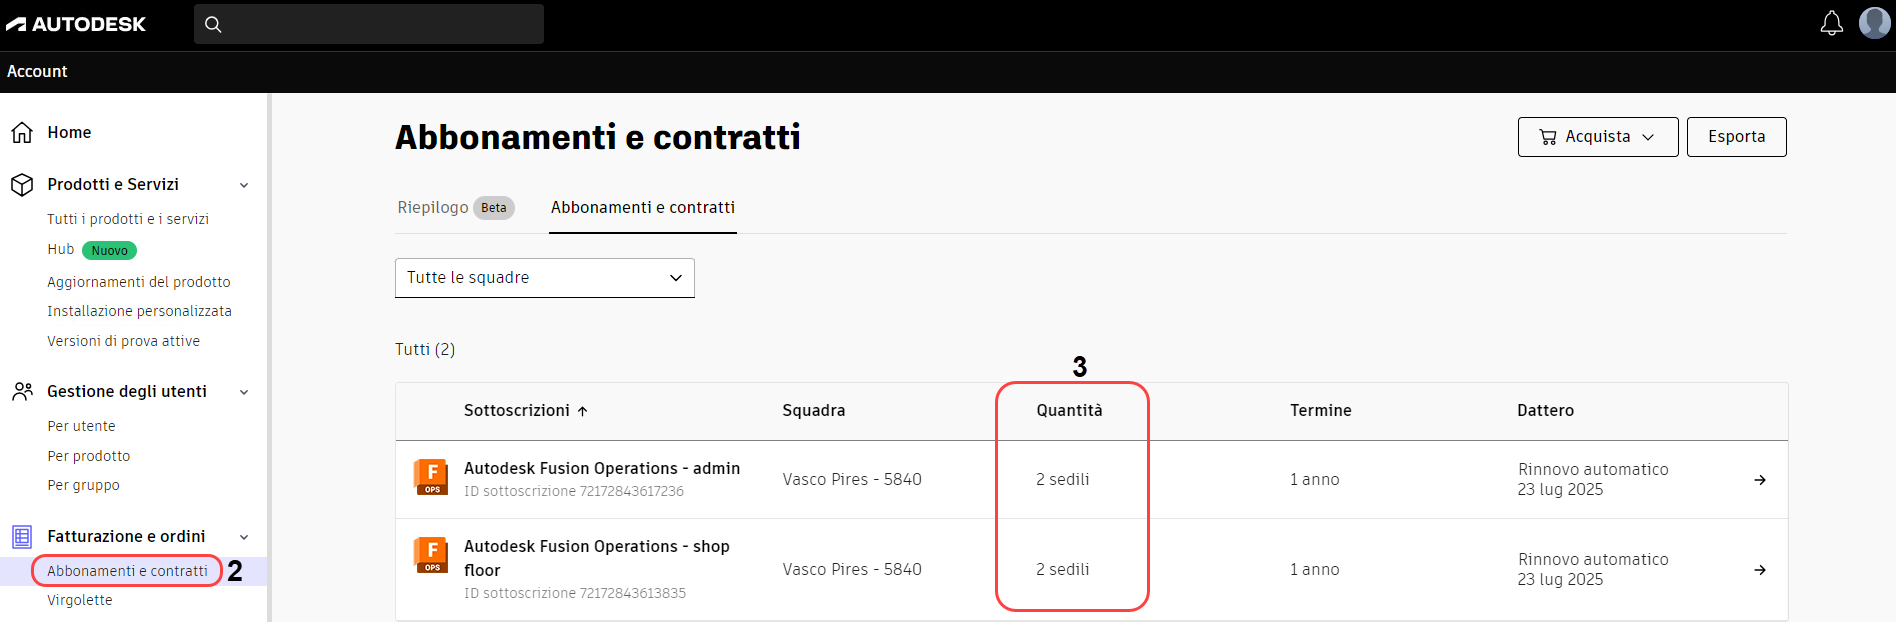 AUTODESK
Account
Home
Prodotti e Servizi
Tutti i prodotti e i servizi
Hub Nuovo
Aggiornamenti del prodotto
Installazione personalizzata
Versioni di prova attive
Gestione degli utenti
Per utente
Per prodotto
Per gruppo
Fatturazione e ordini
Abbonamenti e contratti 2
Virgolette
Abbonamenti e contratti
Acquista
Esporta
Riepilogo Beta Abbonamenti e contratti
Tutte le squadre
Tutti (2)
3
Sottoscrizioni ↑ Squadra Quantità Termine Dattero
F OPS
Autodesk Fusion Operations - admin
ID sottoscrizione 72172843617236
Vasco Pires - 5840
2 sedili
1 anno
Rinnovo automatico
23 lug 2025
→
F OPS
Autodesk Fusion Operations - shop
floor
ID sottoscrizione 72172843613835
Vasco Pires - 5840
2 sedili
1 anno
Rinnovo automatico
23 lug 2025
→